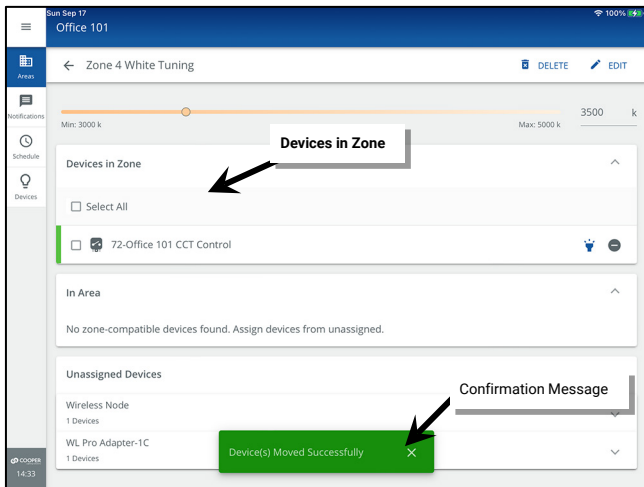 Sun Sep 17
100%
Office 101
Areas
Notifications
Schedule
Devices
COOPER
14:33
Zone 4 White Tuning
DELETE
EDIT
3500 k
Min: 3000 k
Max: 5000 k
Devices in Zone
Devices in Zone
Select All
72-Office 101 CCT Control
In Area
No zone-compatible devices found. Assign devices from unassigned.
Unassigned Devices
Confirmation Message
Wireless Node
1 Devices
WL Pro Adapter-1C
1 Devices
Device(s) Moved Successfully